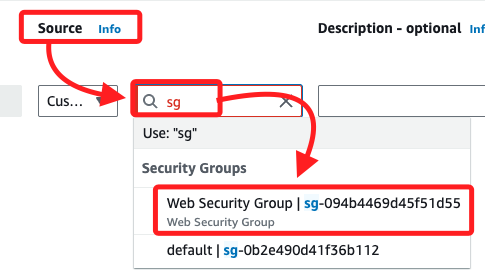 Source Info
Description - optional Inf
Cus...
sg
Use: "sg"
Security Groups
Web Security Group | sg-094b4469d45f51d55
Web Security Group
default | sg-0b2e490d41f36b112